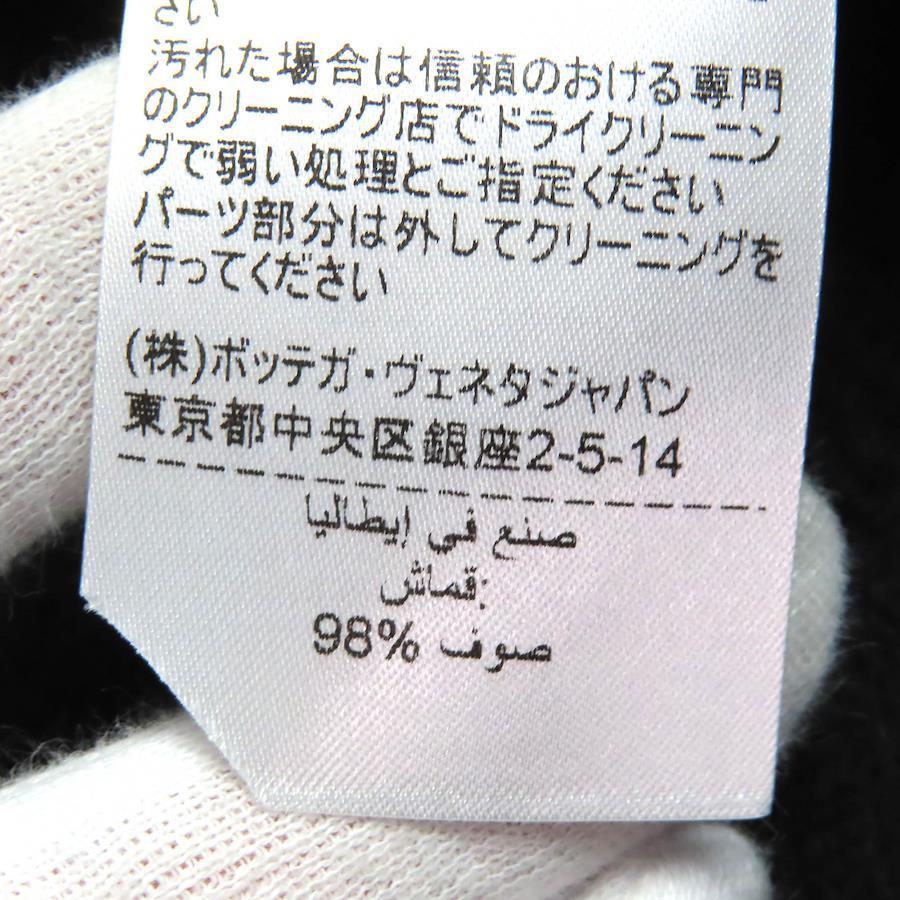 さい
汚れた場合は信頼のおける専門
のクリーニング店でドライクリーニン
グで弱い処理とご指定ください
パーツ部分は外してクリーニングを
行ってください
(株)ボッテガ・ヴェネタジャパン
東京都中央区銀座2-5-14
صنع في إيطاليا
قماش:
98% صوف